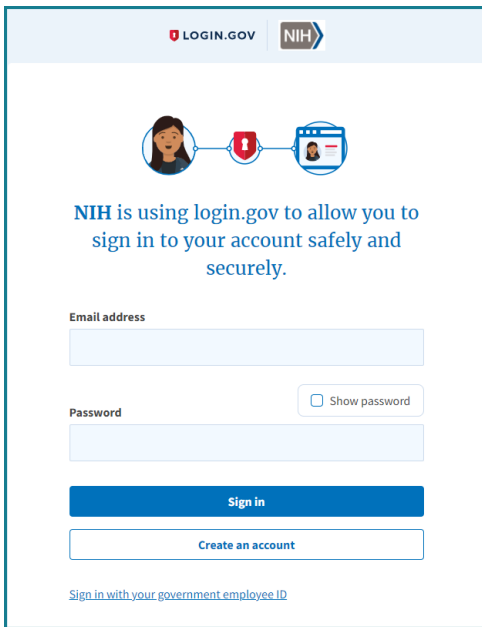 LOGIN.GOV NIH
NIH is using login.gov to allow you to
sign in to your account safely and
securely.
Email address
Show password
Password
Sign in
Create an account
Sign in with your government employee ID